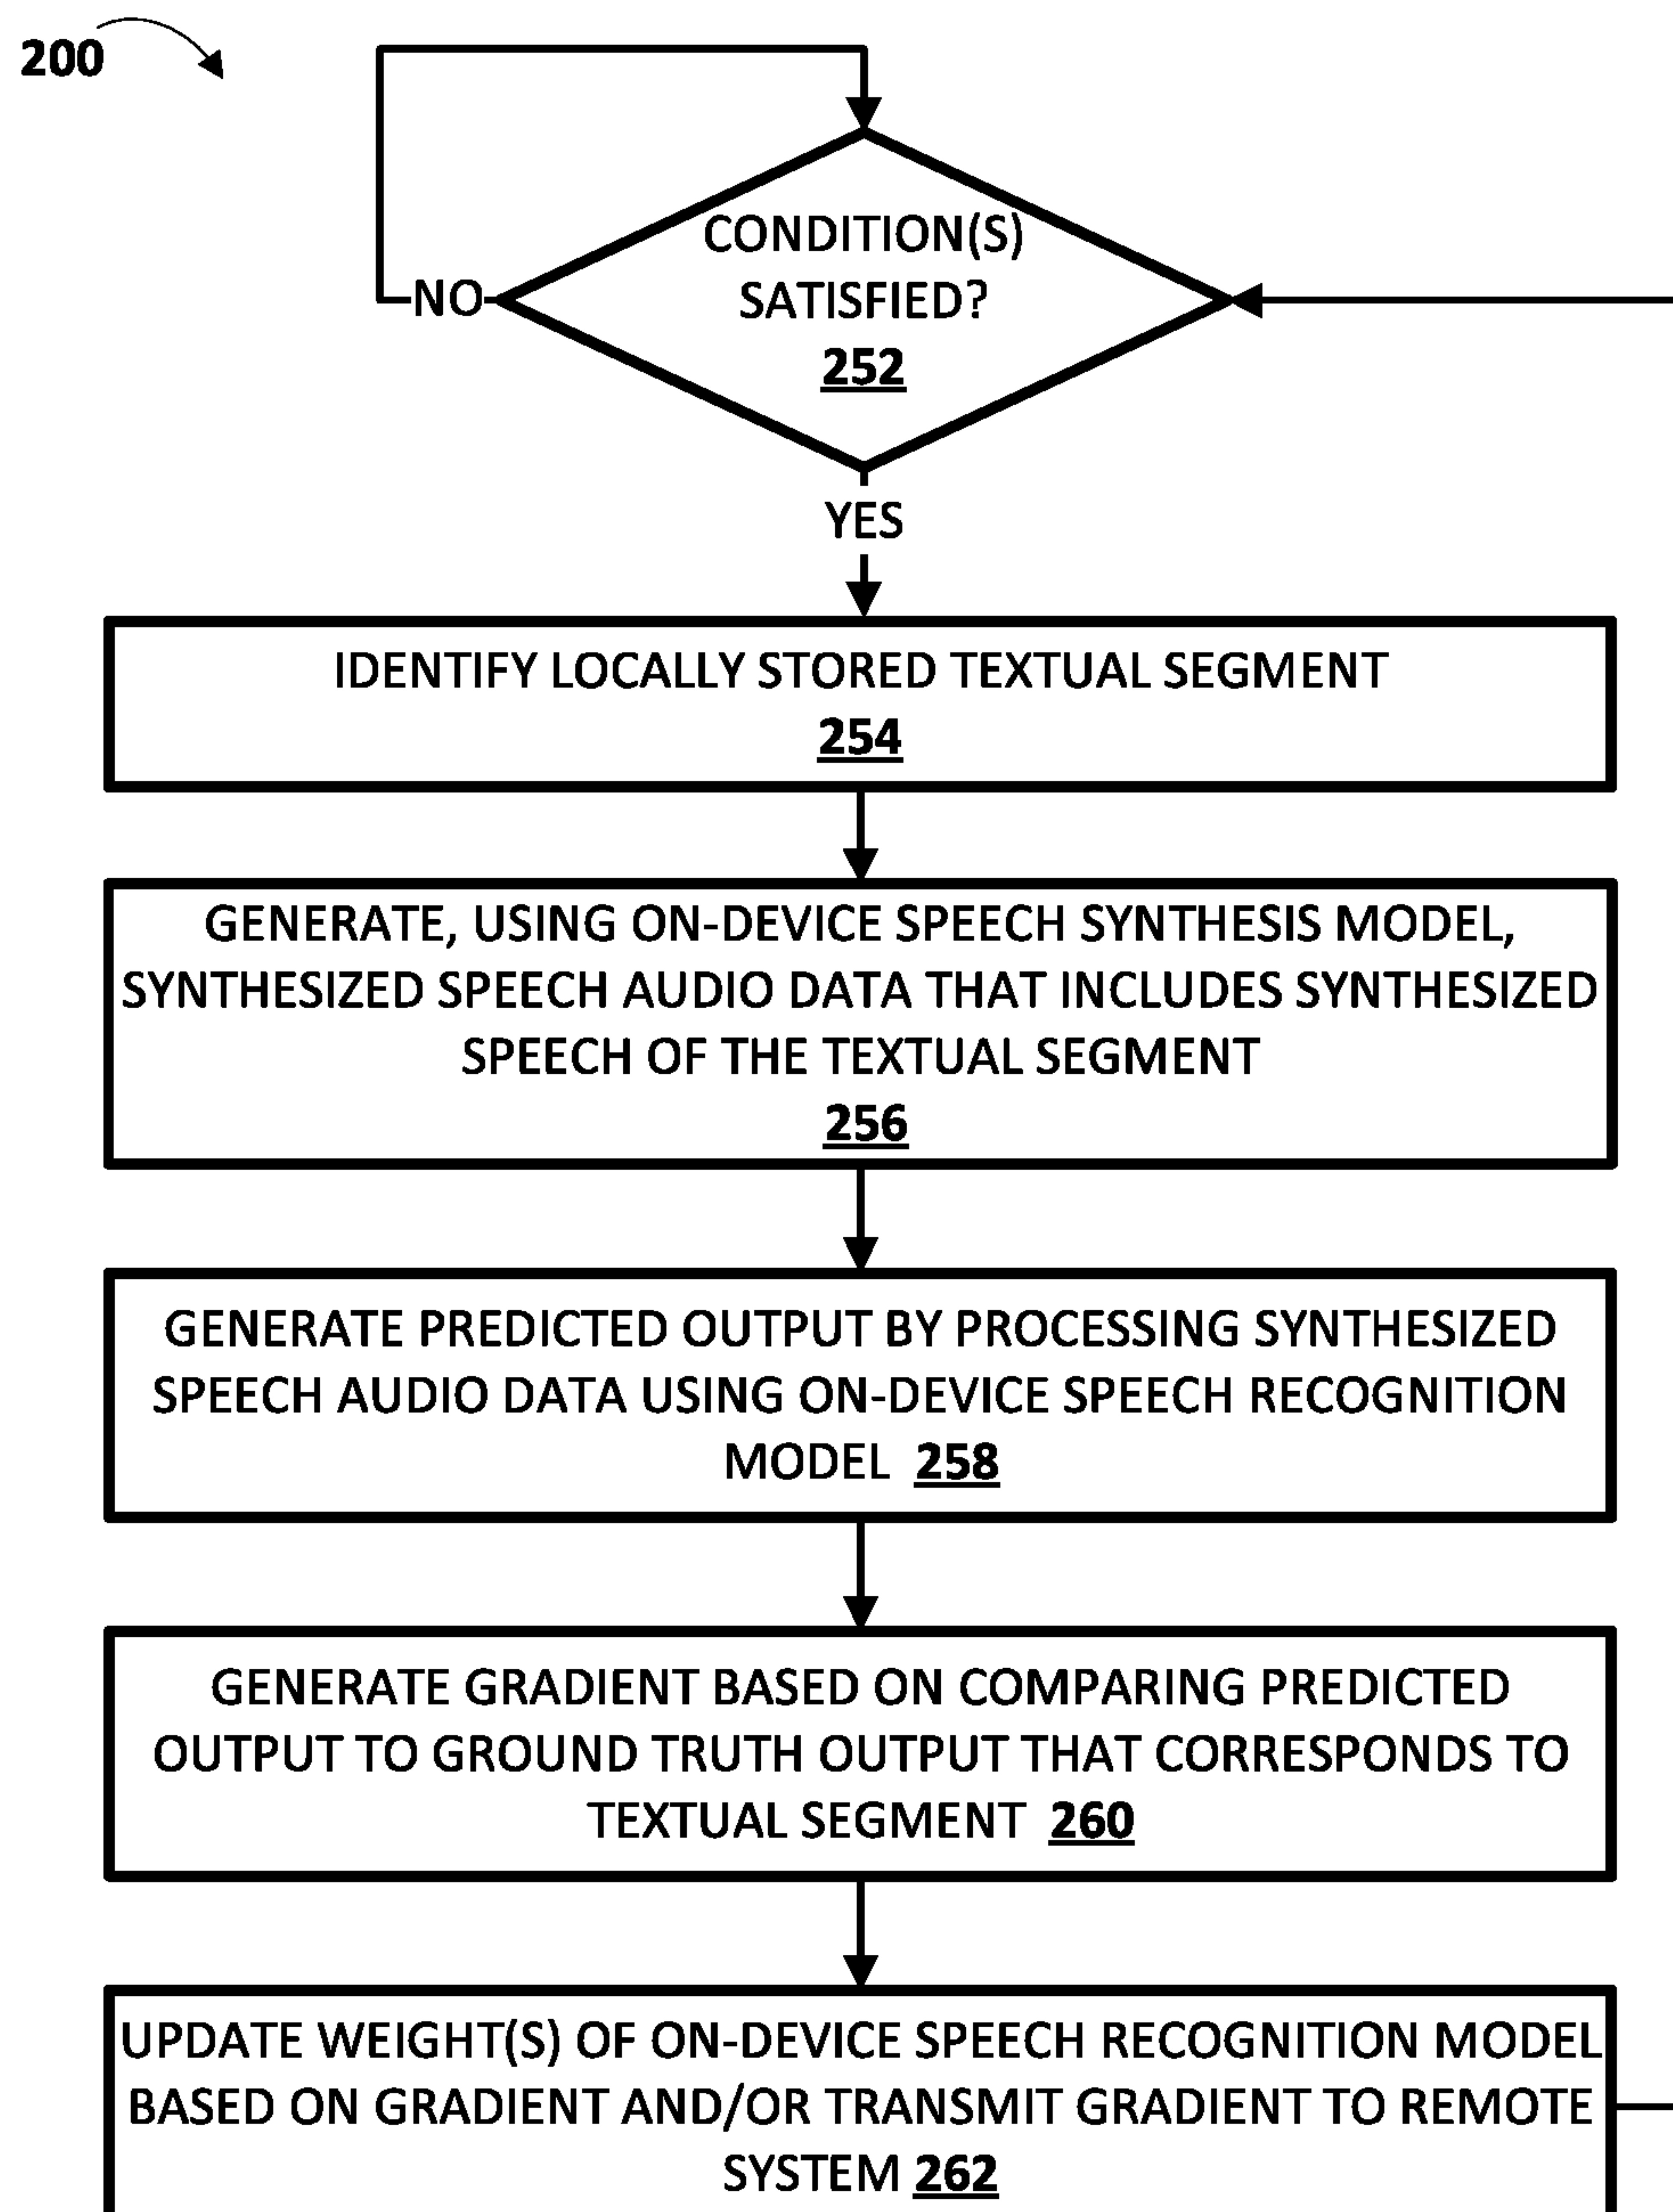 200
CONDITION(S)
SATISFIED?
252
NO
YES
IDENTIFY LOCALLY STORED TEXTUAL SEGMENT
254
GENERATE, USING ON-DEVICE SPEECH SYNTHESIS MODEL,
SYNTHESIZED SPEECH AUDIO DATA THAT INCLUDES SYNTHESIZED
SPEECH OF THE TEXTUAL SEGMENT
256
GENERATE PREDICTED OUTPUT BY PROCESSING SYNTHESIZED
SPEECH AUDIO DATA USING ON-DEVICE SPEECH RECOGNITION
MODEL 258
GENERATE GRADIENT BASED ON COMPARING PREDICTED
OUTPUT TO GROUND TRUTH OUTPUT THAT CORRESPONDS TO
TEXTUAL SEGMENT 260
UPDATE WEIGHT(S) OF ON-DEVICE SPEECH RECOGNITION MODEL
BASED ON GRADIENT AND/OR TRANSMIT GRADIENT TO REMOTE
SYSTEM 262